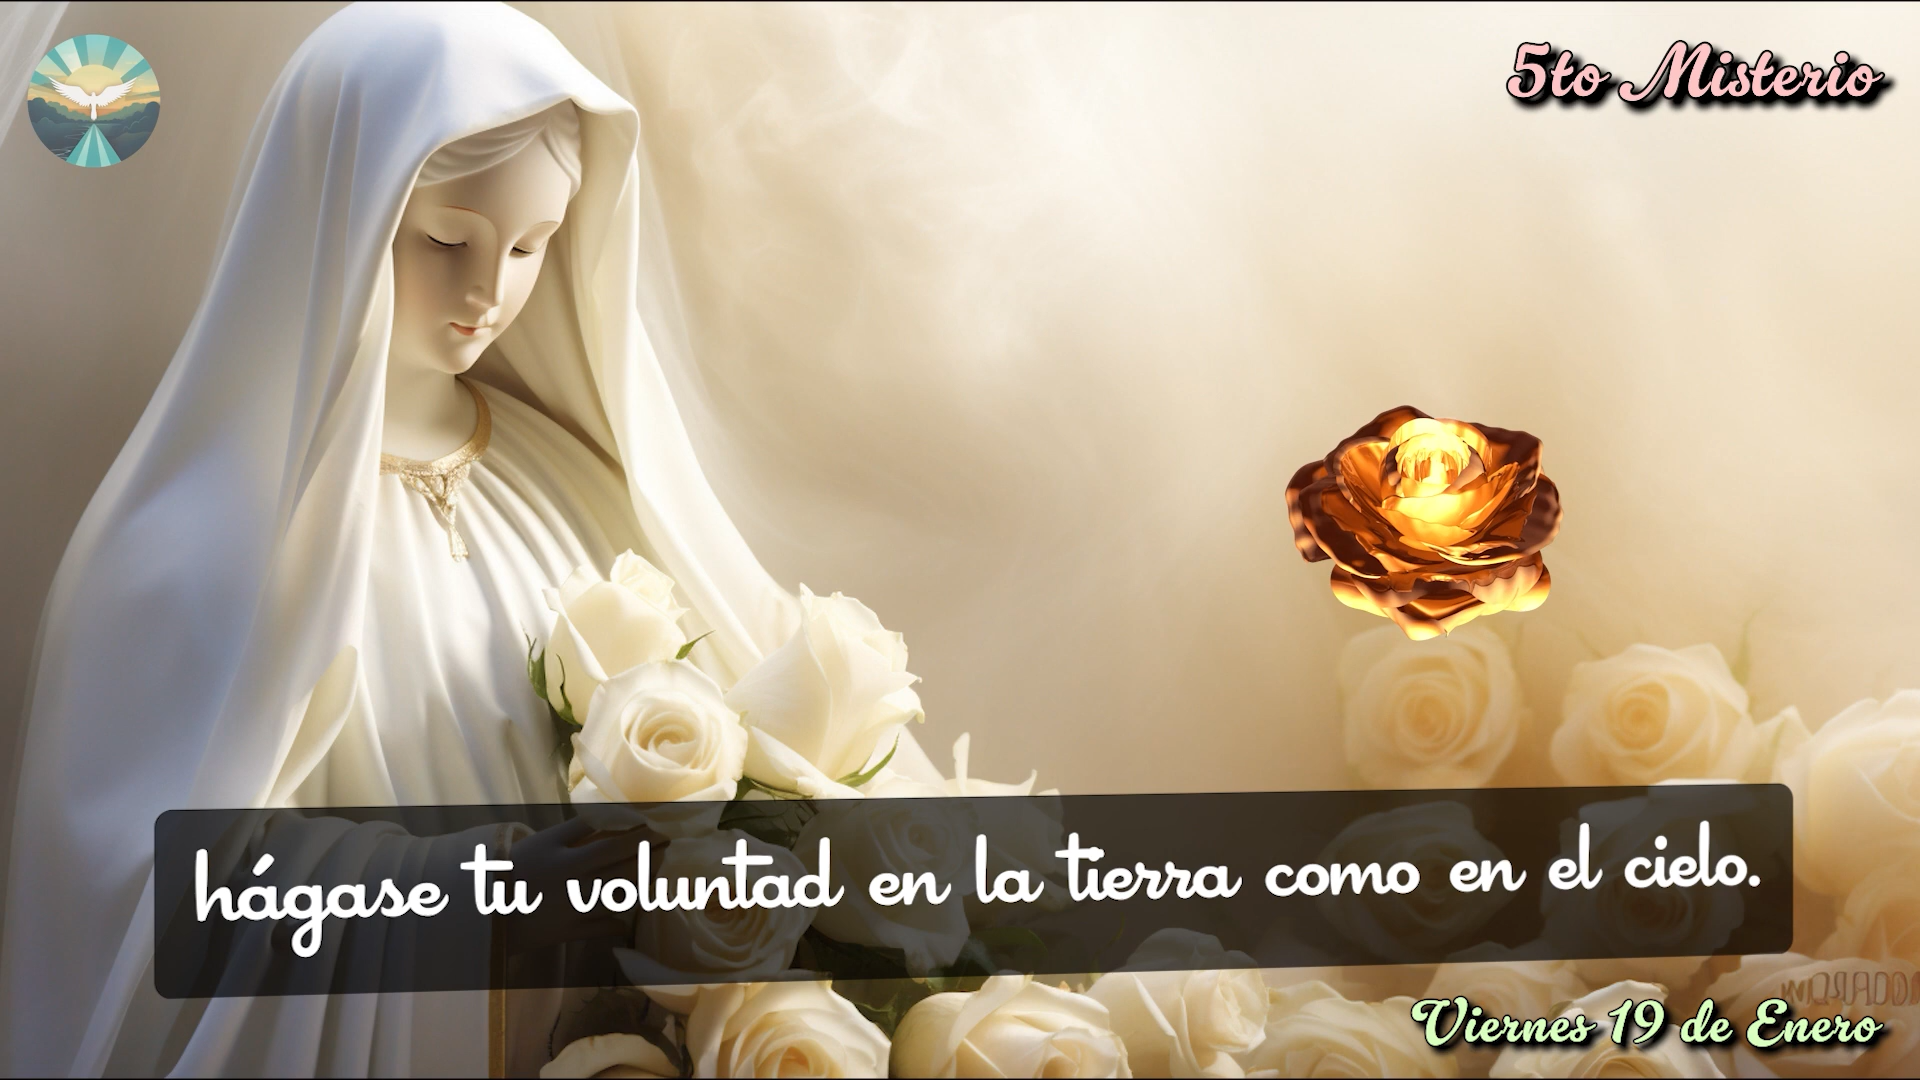 5to Misterio
hágase tu voluntad en la tierra como en el cielo.
Viernes 19 de Enero